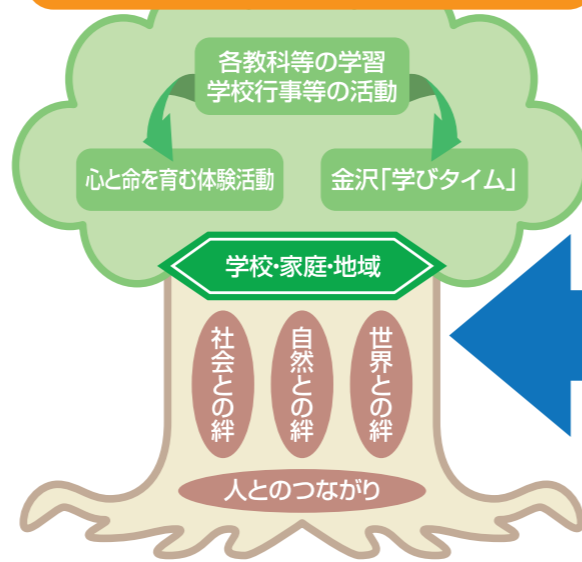 各教科等の学習
学校行事等の活動
心と命を育む体験活動
金沢「学びタイム」
学校・家庭・地域
社会との絆
自然との絆
世界との絆
人とのつながり